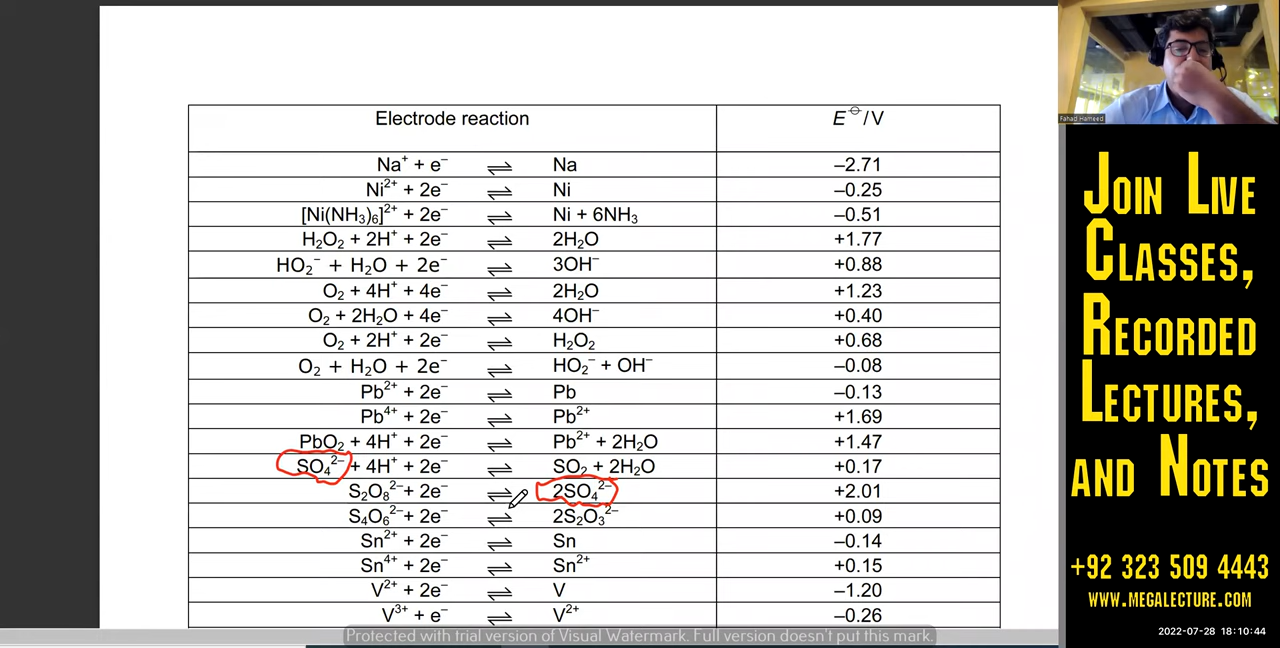 Electrode reaction E⦵/V
Na⁺ + e⁻ ⇌ Na –2.71
Ni²⁺ + 2e⁻ ⇌ Ni –0.25
[Ni(NH₃)₆]²⁺ + 2e⁻ ⇌ Ni + 6NH₃ –0.51
H₂O₂ + 2H⁺ + 2e⁻ ⇌ 2H₂O +1.77
HO₂⁻ + H₂O + 2e⁻ ⇌ 3OH⁻ +0.88
O₂ + 4H⁺ + 4e⁻ ⇌ 2H₂O +1.23
O₂ + 2H₂O + 4e⁻ ⇌ 4OH⁻ +0.40
O₂ + 2H⁺ + 2e⁻ ⇌ H₂O₂ +0.68
O₂ + H₂O + 2e⁻ ⇌ HO₂⁻ + OH⁻ –0.08
Pb²⁺ + 2e⁻ ⇌ Pb –0.13
Pb⁴⁺ + 2e⁻ ⇌ Pb²⁺ +1.69
PbO₂ + 4H⁺ + 2e⁻ ⇌ Pb²⁺ + 2H₂O +1.47
SO₄²⁻ + 4H⁺ + 2e⁻ ⇌ SO₂ + 2H₂O +0.17
S₂O₈²⁻ + 2e⁻ ⇌ 2SO₄²⁻ +2.01
S₄O₆²⁻ + 2e⁻ ⇌ 2S₂O₃²⁻ +0.09
Sn²⁺ + 2e⁻ ⇌ Sn –0.14
Sn⁴⁺ + 2e⁻ ⇌ Sn²⁺ +0.15
V²⁺ + 2e⁻ ⇌ V –1.20
V³⁺ + e⁻ ⇌ V²⁺ –0.26
Protected with trial version of Visual Watermark. Full version doesn't put this mark.
Fahad Hameed
JOIN LIVE
CLASSES,
RECORDED
LECTURES,
AND NOTES
+92 323 509 4443
WWW.MEGALECTURE.COM
2022-07-28 18:10:44